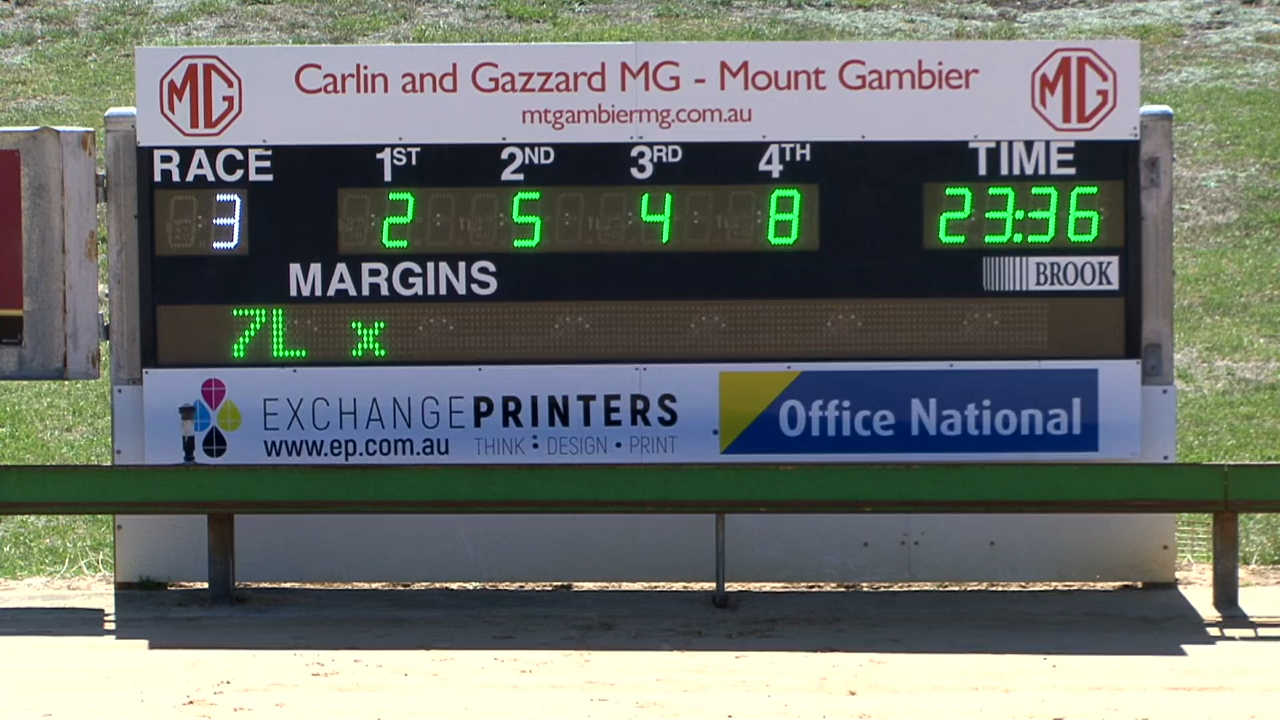 MG Carlin and Gazzard MG - Mount Gambier MG
mtgambiermg.com.au
RACE 1ST 2ND 3RD 4TH TIME
3 2 5 4 8 23:36
MARGINS BROOK
7L x
EXCHANGEPRINTERS
www.ep.com.au THINK : DESIGN • PRINT
Office National